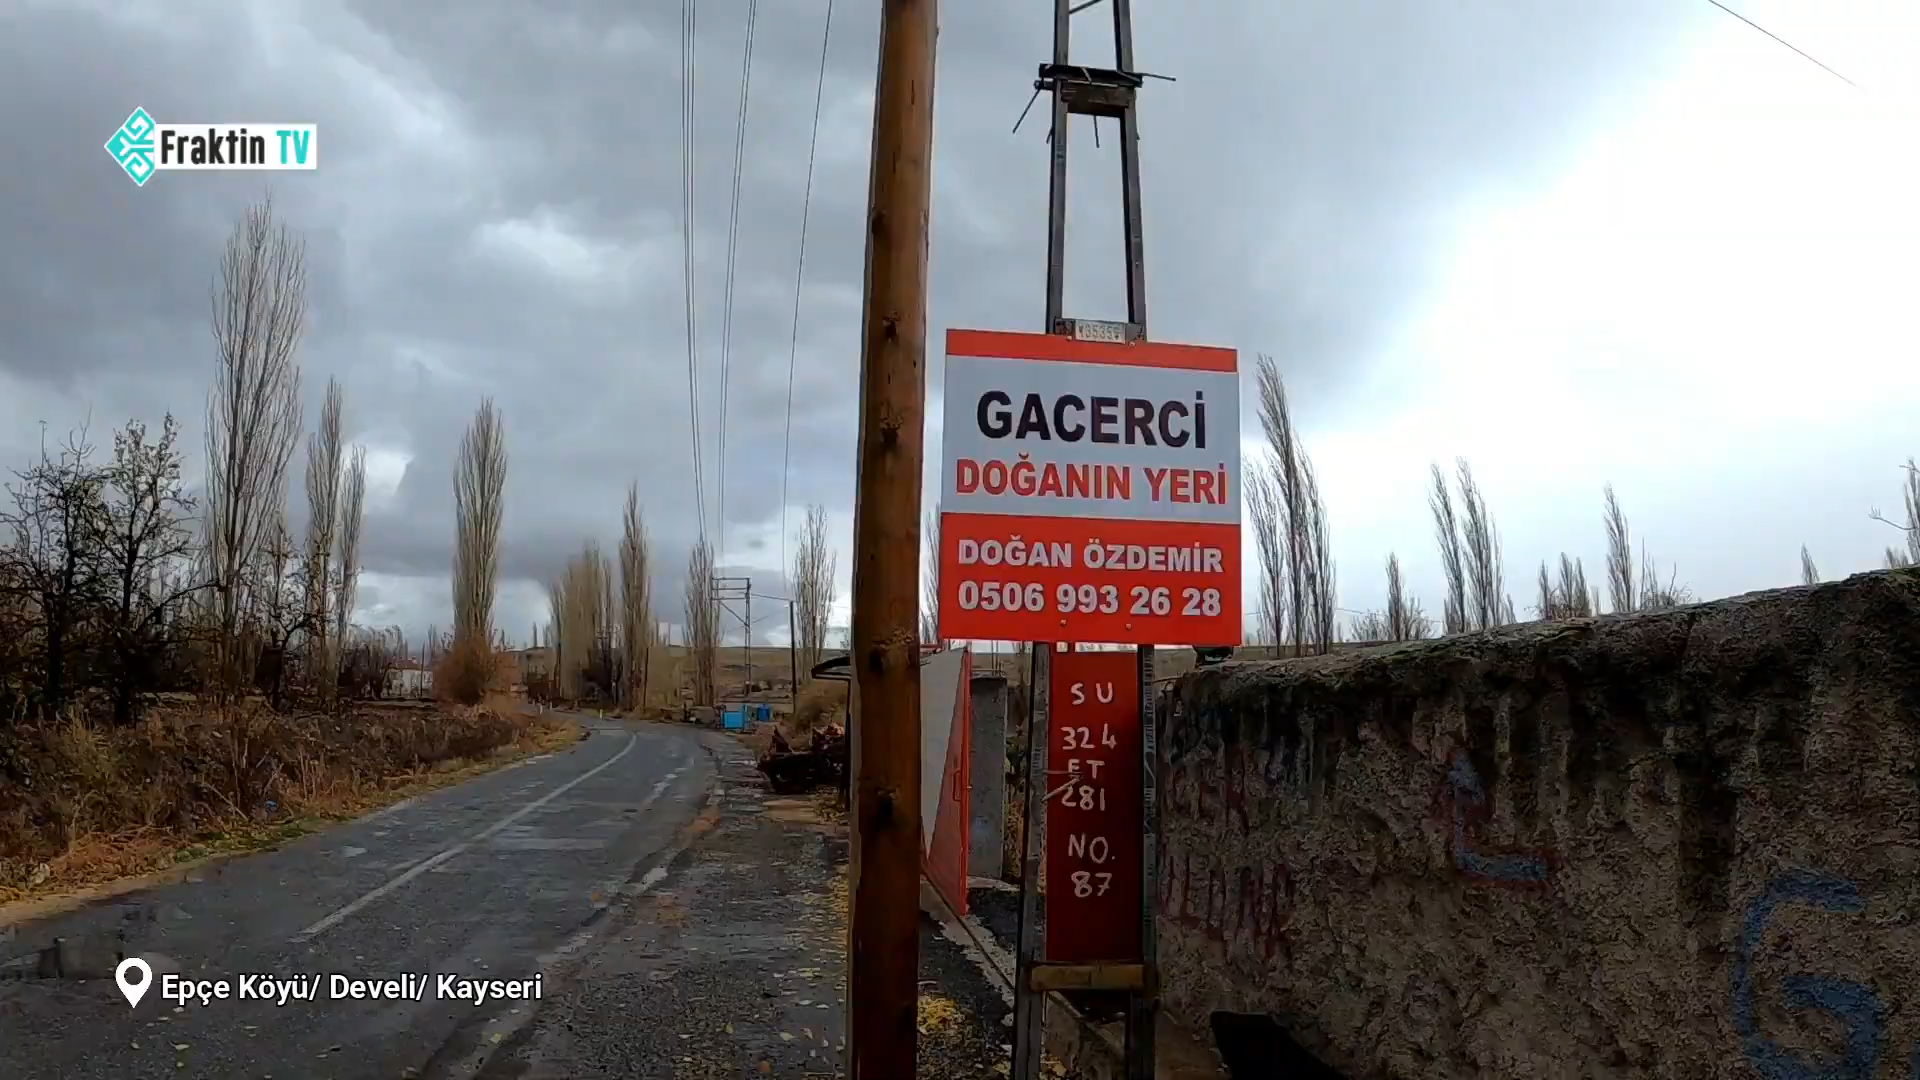 Fraktin TV
GACERCİ
DOĞANIN YERİ
DOĞAN ÖZDEMİR
0506 993 26 28
SU
324
ET
281
NO.
87
Epçe Köyü/ Develi/ Kayseri